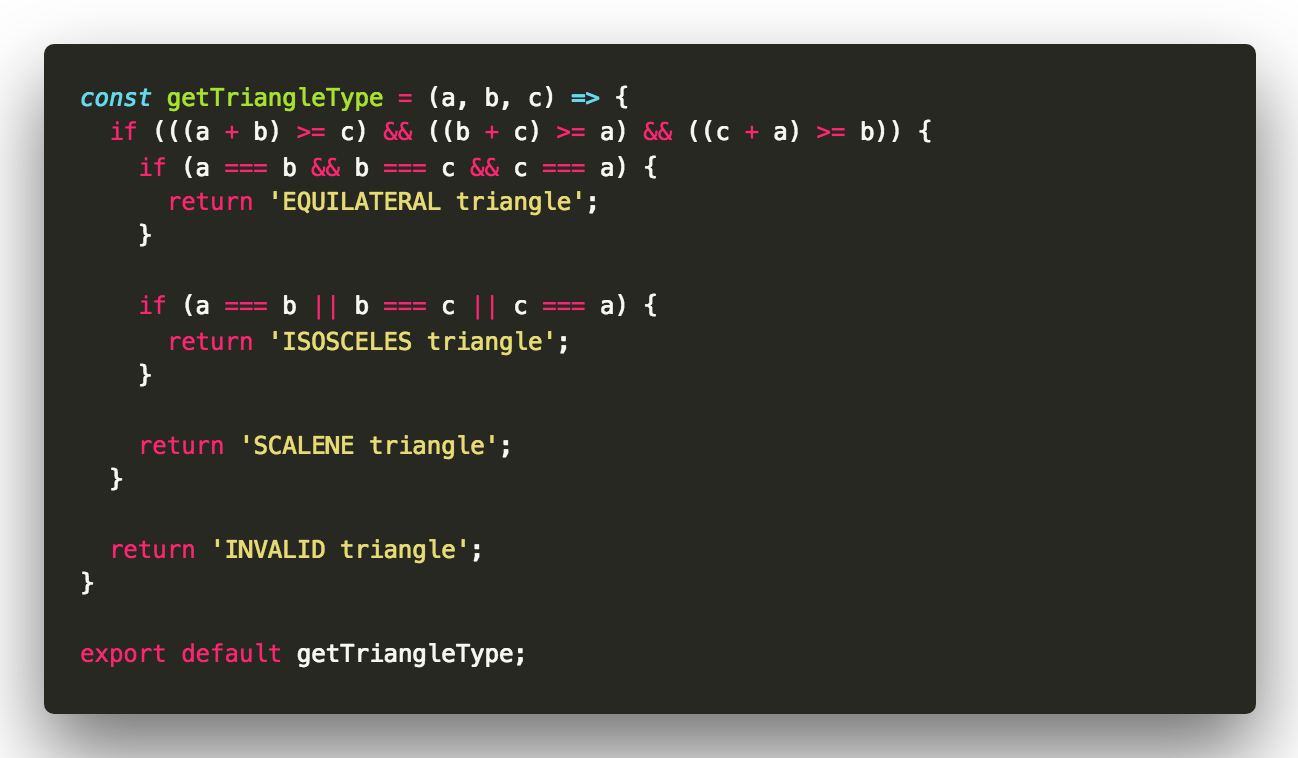 const getTriangleType = (a, b, c) => {
  if (((a + b) >= c) && ((b + c) >= a) && ((c + a) >= b)) {
    if (a === b && b === c && c === a) {
      return 'EQUILATERAL triangle';
    }

    if (a === b || b === c || c === a) {
      return 'ISOSCELES triangle';
    }

    return 'SCALENE triangle';
  }

  return 'INVALID triangle';
}

export default getTriangleType;